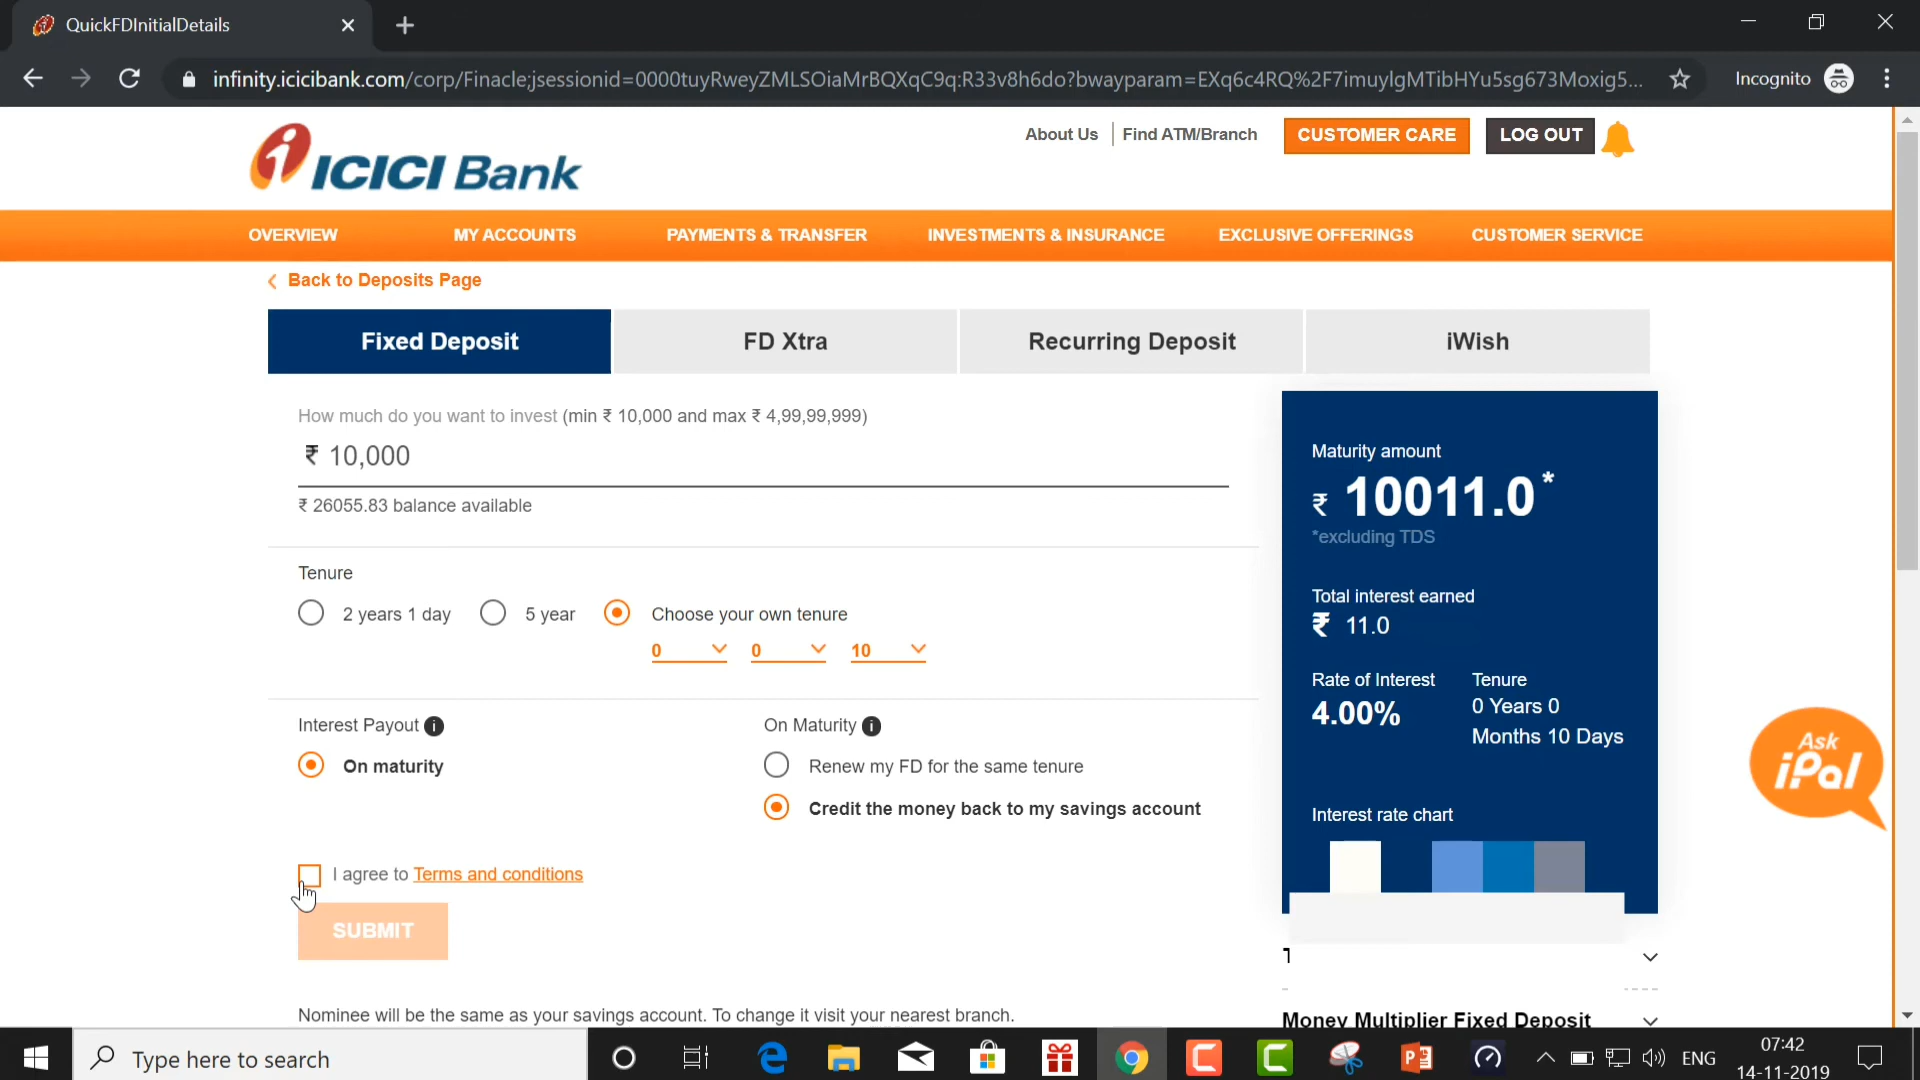 QuickFDInitialDetails
infinity.icicibank.com/corp/Finacle;jsessionid=0000tuyRweyZMLSOiaMrBQXqC9q:R33v8h6do?bwayparam=EXq6c4RQ%2F7imuylgMTibHYu5sg673Moxig5...
Incognito
ICICI Bank
About Us
Find ATM/Branch
CUSTOMER CARE
LOG OUT
OVERVIEW
MY ACCOUNTS
PAYMENTS & TRANSFER
INVESTMENTS & INSURANCE
EXCLUSIVE OFFERINGS
CUSTOMER SERVICE
Back to Deposits Page
Fixed Deposit
FD Xtra
Recurring Deposit
iWish
How much do you want to invest (min ₹ 10,000 and max ₹ 4,99,99,999)
₹ 10,000
₹ 26055.83 balance available
Tenure
2 years 1 day
5 year
Choose your own tenure
0
0
10
Interest Payout
On maturity
On Maturity
Renew my FD for the same tenure
Credit the money back to my savings account
I agree to Terms and conditions
SUBMIT
Nominee will be the same as your savings account. To change it visit your nearest branch.
Maturity amount
₹ 10011.0*
*excluding TDS
Total interest earned
₹ 11.0
Rate of Interest
4.00%
Tenure
0 Years 0
Months 10 Days
Interest rate chart
Money Multiplier Fixed Deposit
Ask
iPal
Type here to search
ENG
07:42
14-11-2019